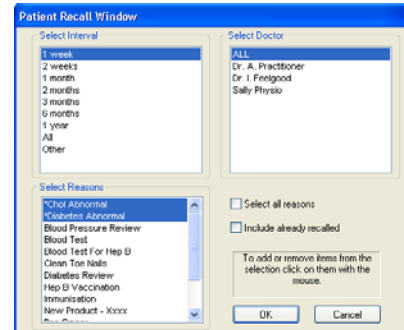 Patient Recall Window
Select Interval
1 week
2 weeks
1 month
2 months
3 months
6 months
1 year
All
Other
Select Doctor
ALL
Dr. A. Practitioner
Dr. I. Feelgood
Sally Physio
Select Reasons
*Chol Abnormal
*Diabetes Abnormal
Blood Pressure Review
Blood Test
Blood Test For Hep B
Clean Toe Nails
Diabetes Review
Hep B Vaccination
Immunisation
New Product - Xxxx
Select all reasons
Include already recalled
To add or remove items from the
selection click on them with the
mouse.
OK
Cancel